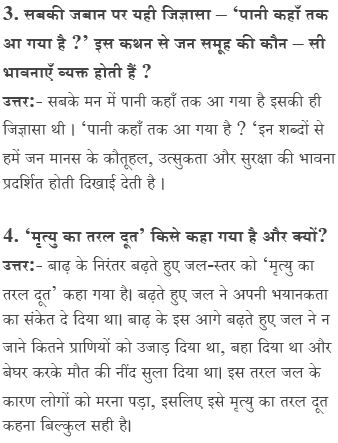 3. सबकी जबान पर यही जिज्ञासा – ‘पानी कहाँ तक
आ गया है ?’ इस कथन से जन समूह की कौन – सी
भावनाएँ व्यक्त होती हैं ?
उत्तर:- सबके मन में पानी कहाँ तक आ गया है इसकी ही
जिज्ञासा थी। ‘पानी कहाँ तक आ गया है ? ‘इन शब्दों से
हमें जन मानस के कौतूहल, उत्सुकता और सुरक्षा की भावना
प्रदर्शित होती दिखाई देती है।
4. ‘मृत्यु का तरल दूत’ किसे कहा गया है और क्यों?
उत्तर:- बाढ़ के निरंतर बढ़ते हुए जल-स्तर को ‘मृत्यु का
तरल दूत’ कहा गया है। बढ़ते हुए जल ने अपनी भयानकता
का संकेत दे दिया था। बाढ़ के इस आगे बढ़ते हुए जल ने न
जाने कितने प्राणियों को उजाड़ दिया था, बहा दिया था और
बेघर करके मौत की नींद सुला दिया था। इस तरल जल के
कारण लोगों को मरना पड़ा, इसलिए इसे मृत्यु का तरल दूत
कहना बिल्कुल सही है।